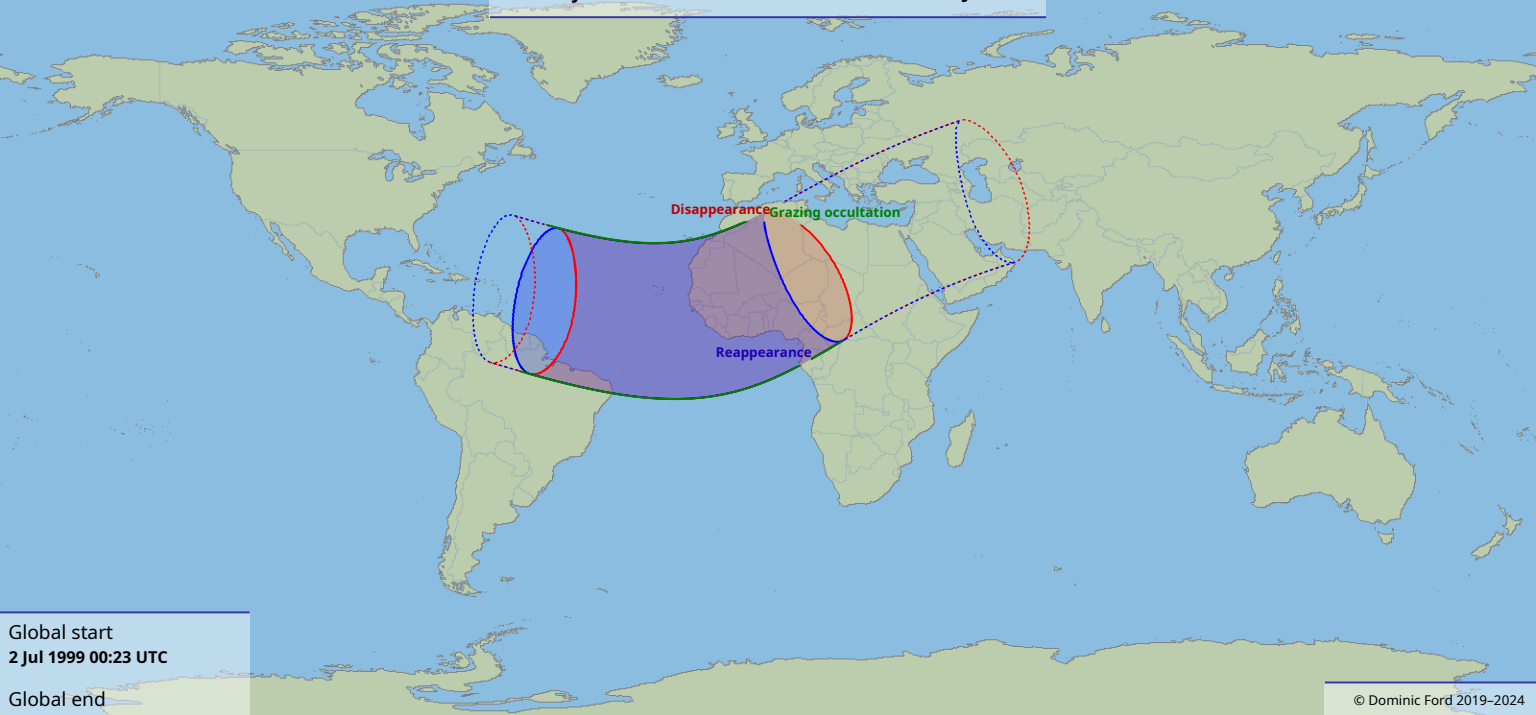 Disappearance
Grazing occultation
Reappearance
Global start
2 Jul 1999 00:23 UTC
Global end
© Dominic Ford 2019–2024